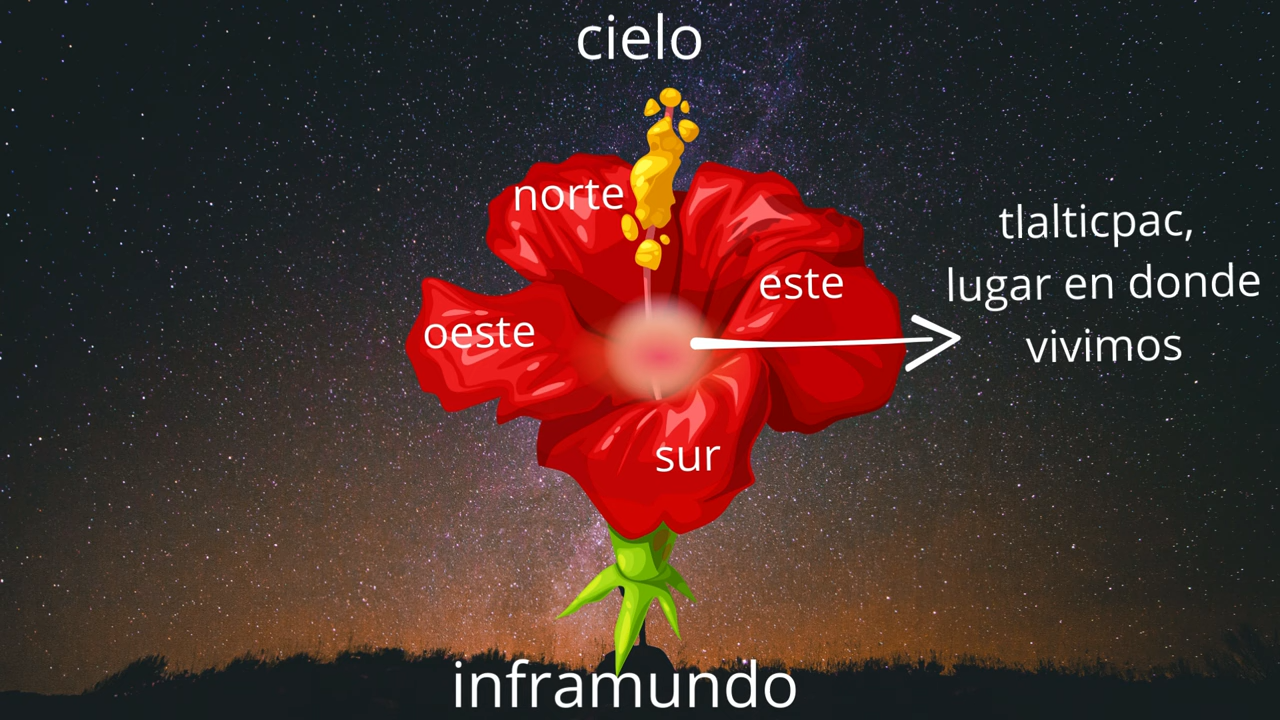 cielo
norte
este
oeste
sur
tlalticpac,
lugar en donde
vivimos
inframundo